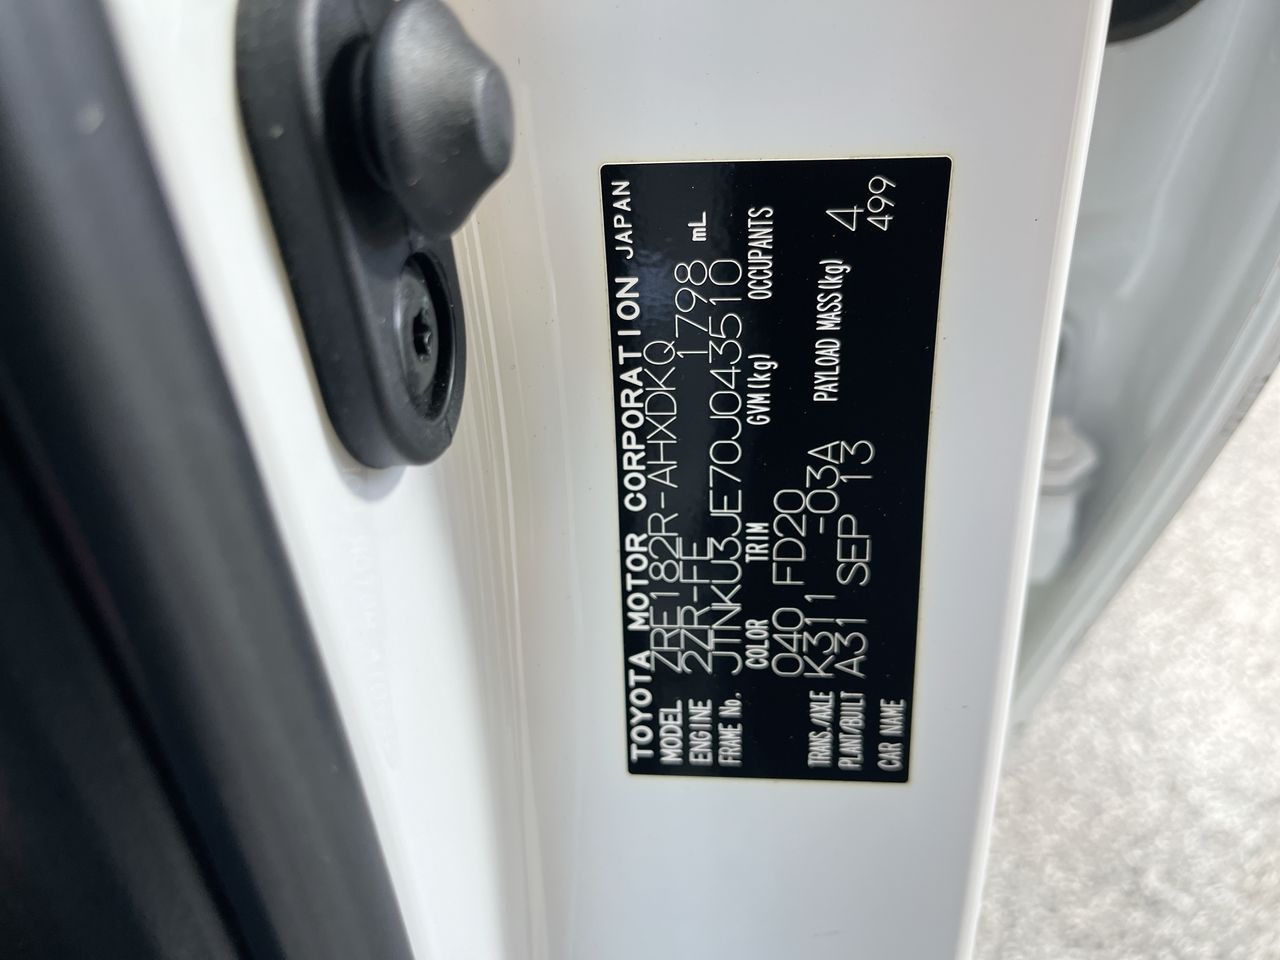 TOYOTA MOTOR CORPORATION JAPAN
MODEL ZRE182R-AHXDKQ
ENGINE 2ZR-FE 1798 mL
FRAME No. JTNKU3JE70J043510
COLOR TRIM GVM(kg) OCCUPANTS
040 FD20 4
TRANS./AXLE K311 -03A PAYLOAD MASS(kg) 499
PLANT/BUILT A31 SEP 13
CAR NAME